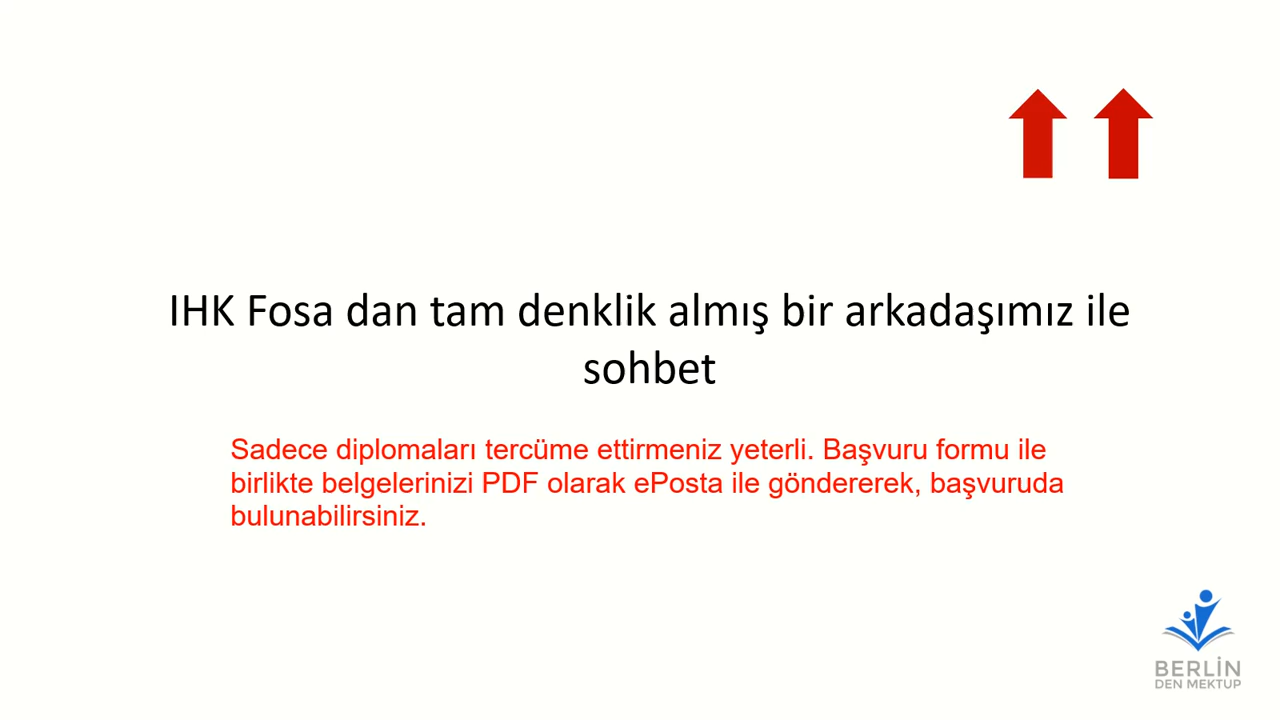 IHK Fosa dan tam denklik almış bir arkadaşımız ile
sohbet
Sadece diplomaları tercüme ettirmeniz yeterli. Başvuru formu ile
birlikte belgelerinizi PDF olarak ePosta ile göndererek, başvuruda
bulunabilirsiniz.
BERLİN
DEN MEKTUP